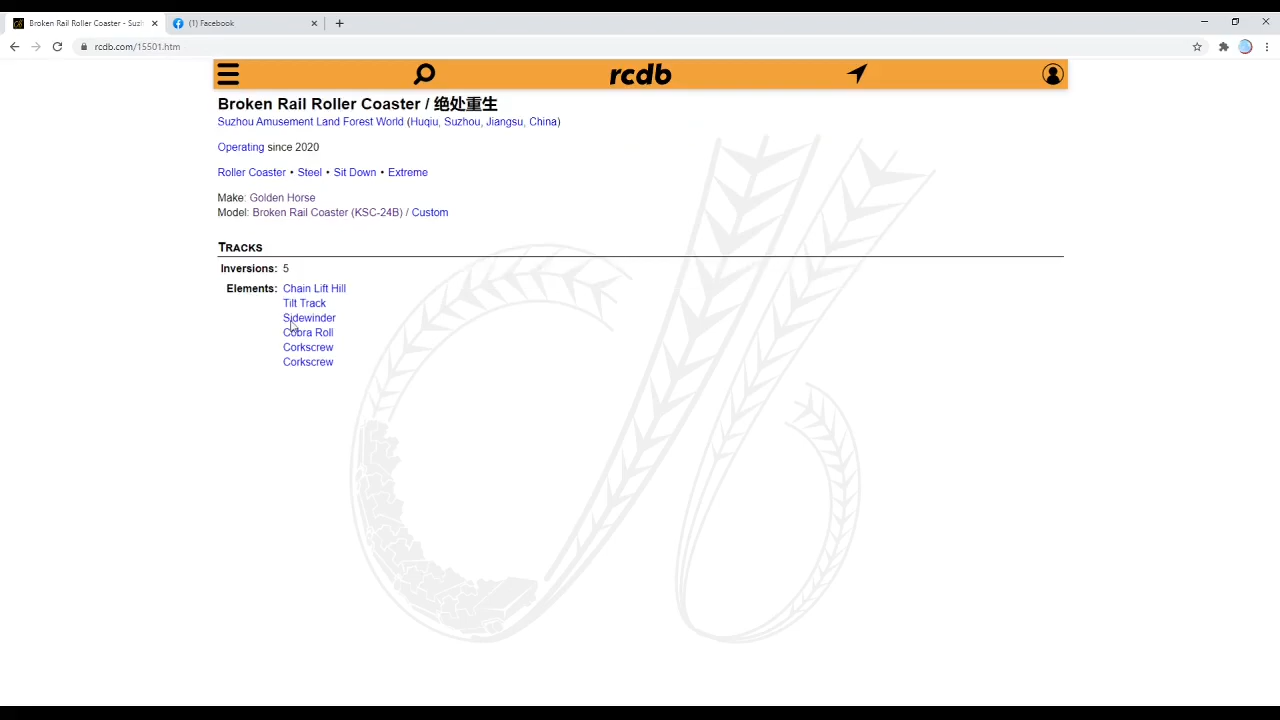 Broken Rail Roller Coaster - Suz
(1) Facebook
rcdb.com/15501.htm
rcdb
Broken Rail Roller Coaster / 绝处重生
Suzhou Amusement Land Forest World (Huqiu, Suzhou, Jiangsu, China)
Operating since 2020
Roller Coaster • Steel • Sit Down • Extreme
Make: Golden Horse
Model: Broken Rail Coaster (KSC-24B) / Custom
Tracks
Inversions: 5
Elements: Chain Lift Hill
Tilt Track
Sidewinder
Cobra Roll
Corkscrew
Corkscrew